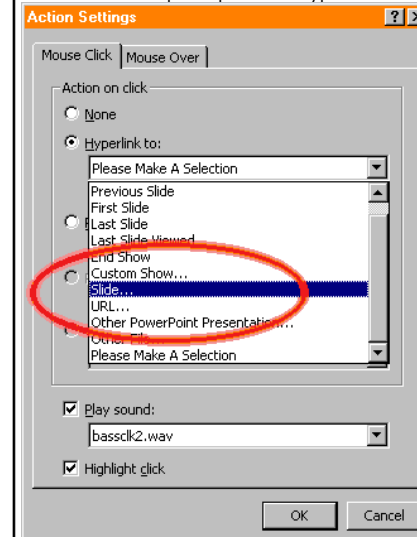 Action Settings
Mouse Click
Mouse Over
Action on click
None
Hyperlink to:
Please Make A Selection
Previous Slide
First Slide
Last Slide
Last Slide Viewed
End Show
Custom Show...
Slide...
URL...
Other PowerPoint Presentation...
Other File...
Please Make A Selection
Play sound:
bassclk2.wav
Highlight click
OK
Cancel